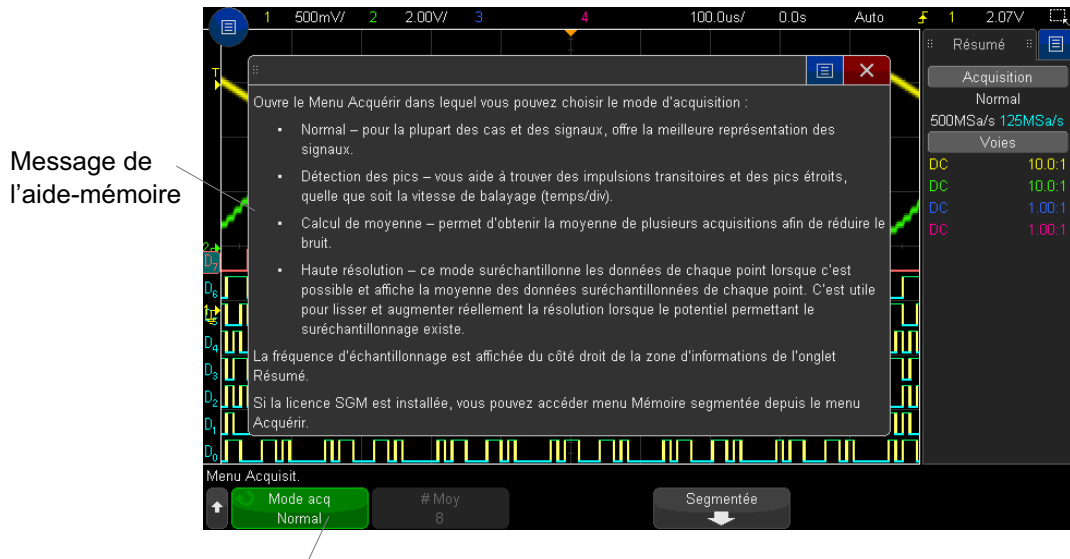 1 500mV/ 2 2.00V/ 3 4 100.0us/ 0.0s Auto 1 2.07V
Résumé
Acquisition
Normal
500MSa/s 125MSa/s
Voies
DC 10.0:1
DC 10.0:1
DC 1.00:1
DC 1.00:1
Message de
l'aide-mémoire
T
Ouvre le Menu Acquérir dans lequel vous pouvez choisir le mode d'acquisition :
▪ Normal – pour la plupart des cas et des signaux, offre la meilleure représentation des
signaux.
▪ Détection des pics – vous aide à trouver des impulsions transitoires et des pics étroits,
quelle que soit la vitesse de balayage (temps/div).
▪ Calcul de moyenne – permet d'obtenir la moyenne de plusieurs acquisitions afin de réduire le
bruit.
▪ Haute résolution – ce mode suréchantillonne les données de chaque point lorsque c'est
possible et affiche la moyenne des données suréchantillonnées de chaque point. C'est utile
pour lisser et augmenter réellement la résolution lorsque le potentiel permettant le
suréchantillonnage existe.
La fréquence d'échantillonnage est affichée du côté droit de la zone d'informations de l'onglet
Résumé.
Si la licence SGM est installée, vous pouvez accéder menu Mémoire segmentée depuis le menu
Acquérir.
D7
D6
D4
D3
D2
D1
D0
Menu Acquisit.
Mode acq
Normal
# Moy
8
Segmentée